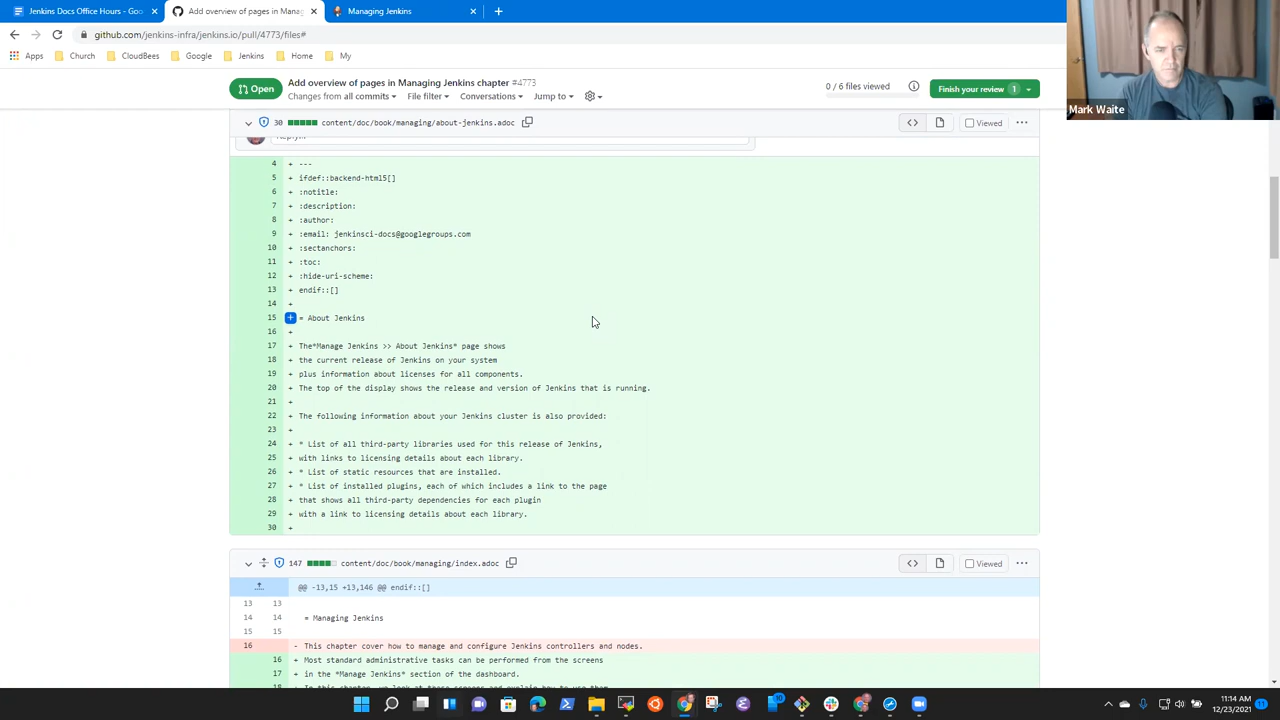 Jenkins Docs Office Hours - Goo
Add overview of pages in Manag
Managing Jenkins
github.com/jenkins-infra/jenkins.io/pull/4773/files#
Apps
Church
CloudBees
Google
Jenkins
Home
My
Open
Add overview of pages in Managing Jenkins chapter #4773
Changes from all commits
File filter
Conversations
Jump to
0 / 6 files viewed
Finish your review 1
Mark Waite
30 content/doc/book/managing/about-jenkins.adoc
Viewed
4 + ---
5 + ifdef::backend-html5[]
6 + :notitle:
7 + :description:
8 + :author:
9 + :email: jenkinsci-docs@googlegroups.com
10 + :sectanchors:
11 + :toc:
12 + :hide-uri-scheme:
13 + endif::[]
14 +
15 + = About Jenkins
16 +
17 + The*Manage Jenkins >> About Jenkins* page shows
18 + the current release of Jenkins on your system
19 + plus information about licenses for all components.
20 + The top of the display shows the release and version of Jenkins that is running.
21 +
22 + The following information about your Jenkins cluster is also provided:
23 +
24 + * List of all third-party libraries used for this release of Jenkins,
25 + with links to licensing details about each library.
26 + * List of static resources that are installed.
27 + * List of installed plugins, each of which includes a link to the page
28 + that shows all third-party dependencies for each plugin
29 + with a link to licensing details about each library.
30 +
147 content/doc/book/managing/index.adoc
Viewed
@@ -13,15 +13,146 @@ endif::[]
13 13
14 14 = Managing Jenkins
15 15
16 - This chapter cover how to manage and configure Jenkins controllers and nodes.
16 + Most standard administrative tasks can be performed from the screens
17 + in the *Manage Jenkins* section of the dashboard.
11:14 AM
12/23/2021